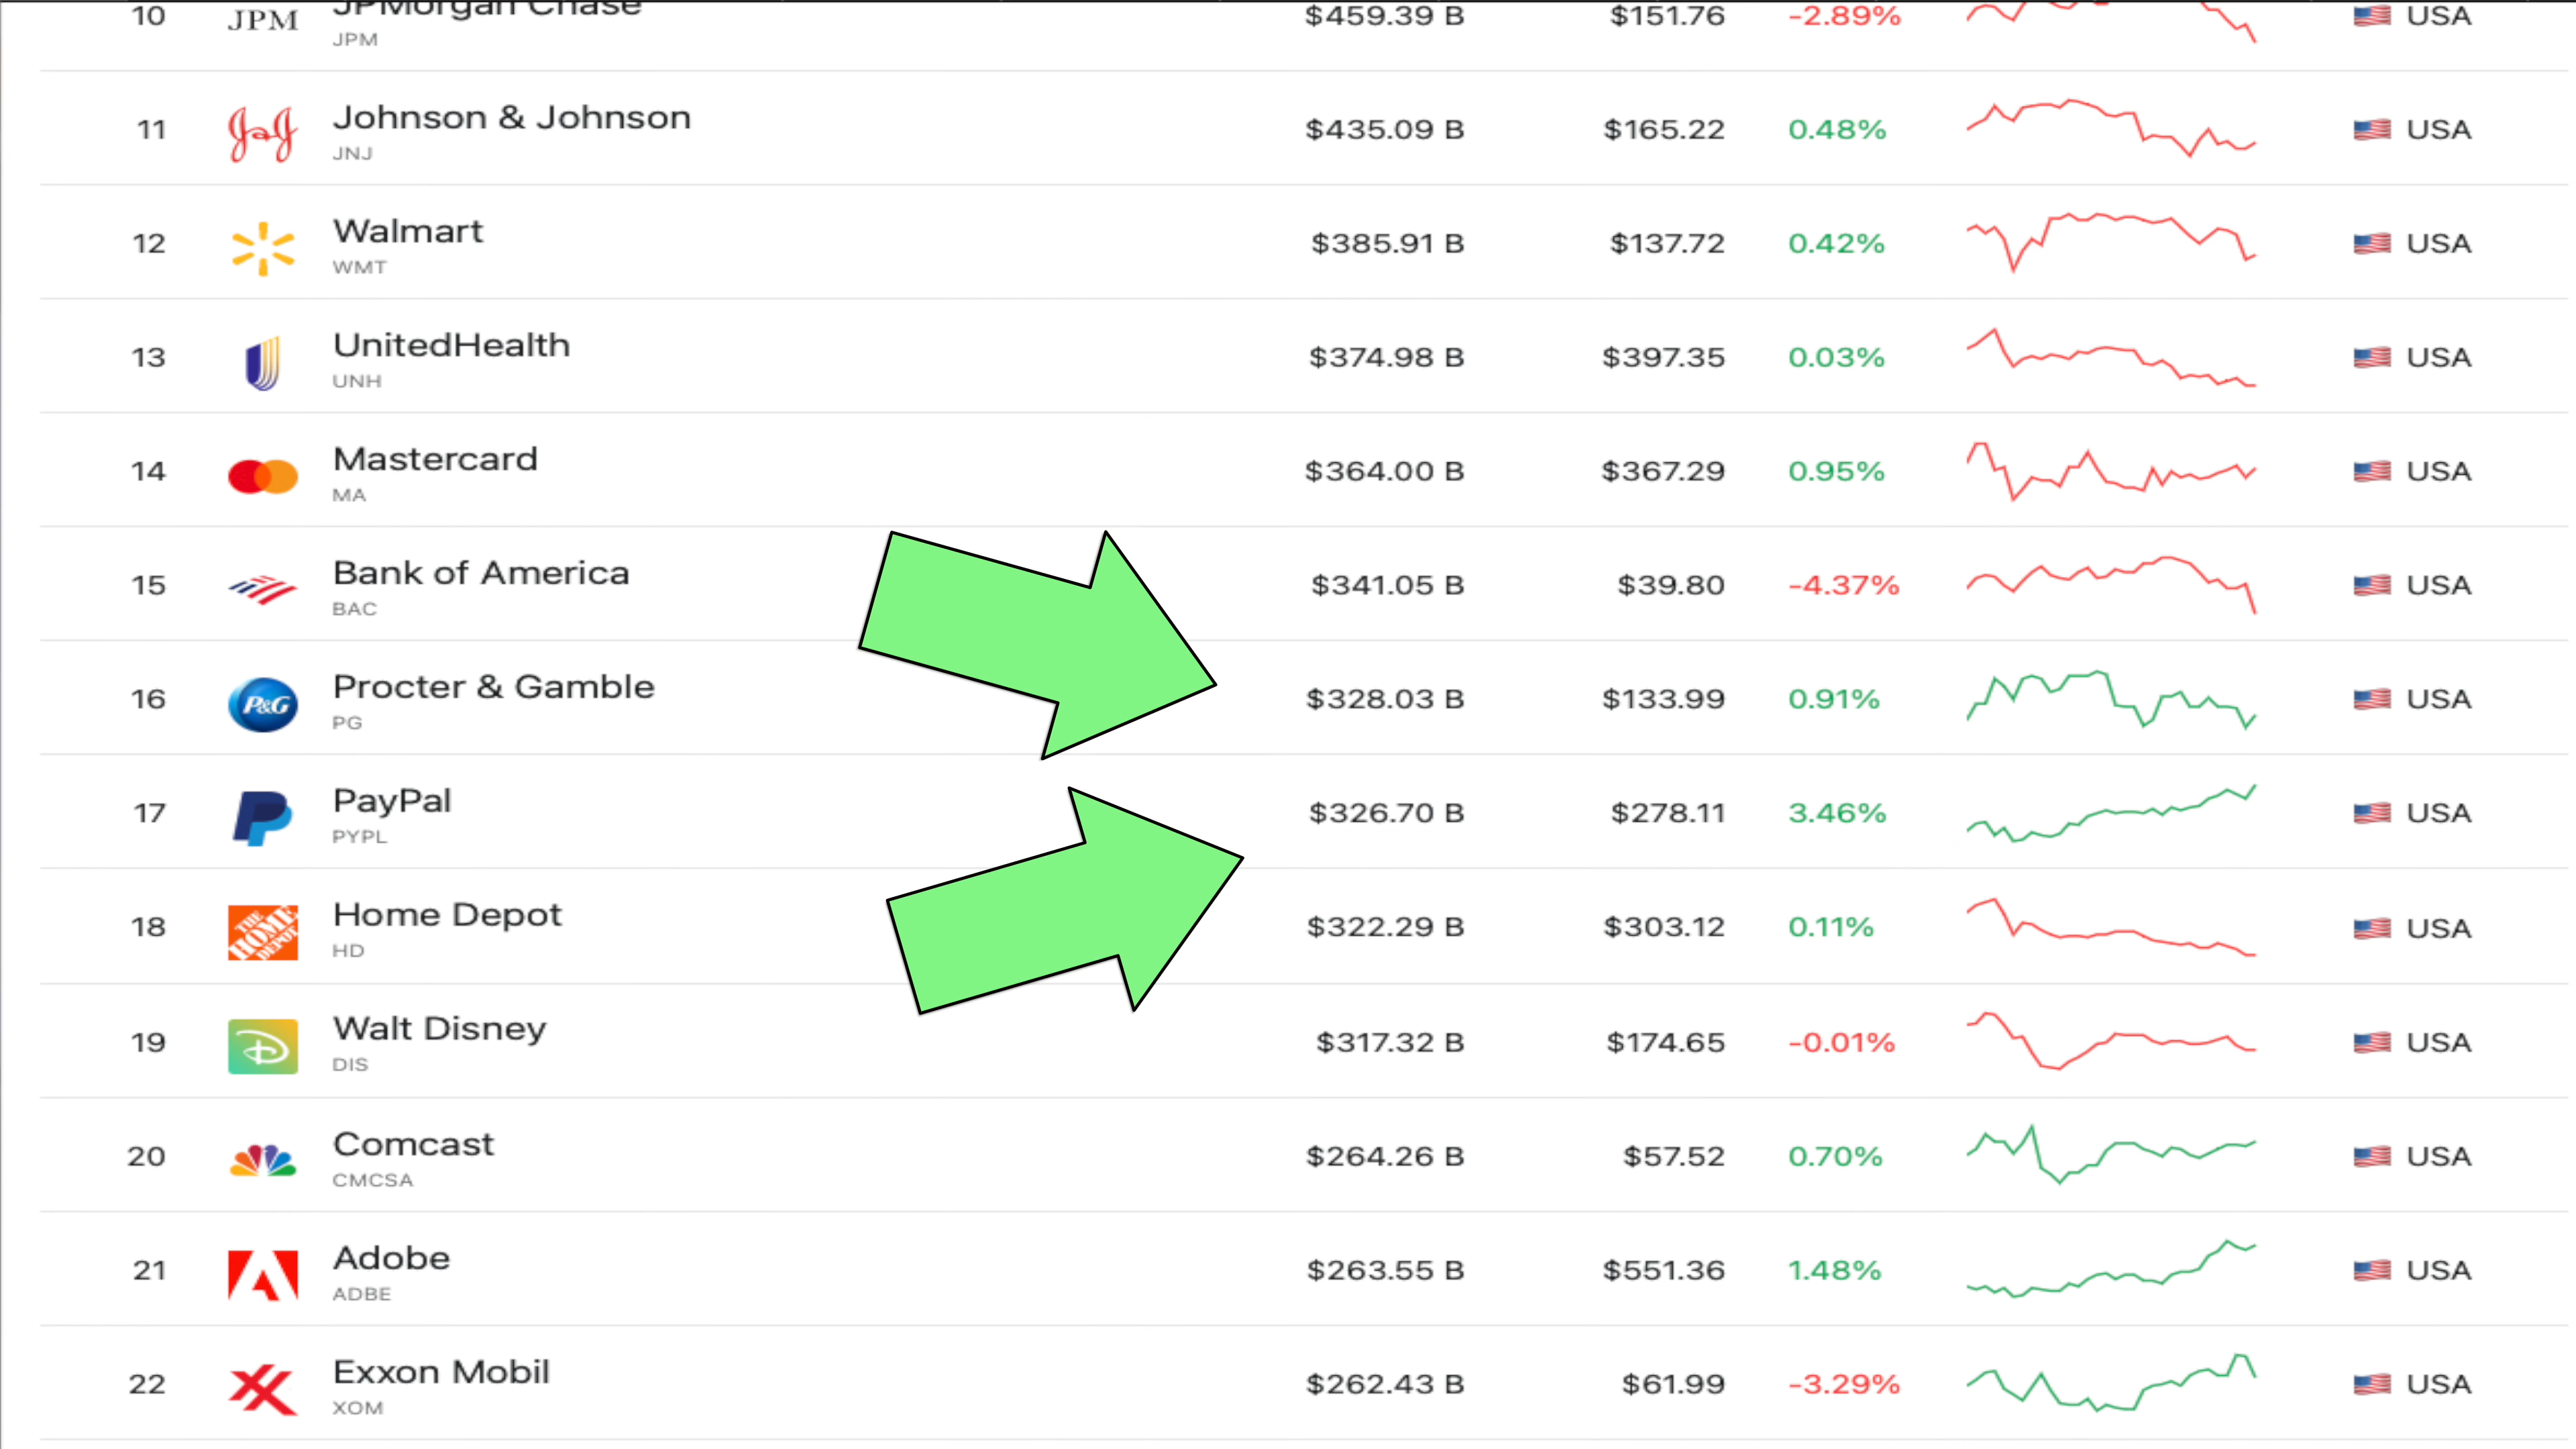 10 JPM JPMorgan Chase $459.39 B $151.76 -2.89% USA
JPM
11 J&J Johnson & Johnson $435.09 B $165.22 0.48% USA
JNJ
12 Walmart $385.91 B $137.72 0.42% USA
WMT
13 UnitedHealth $374.98 B $397.35 0.03% USA
UNH
14 Mastercard $364.00 B $367.29 0.95% USA
MA
15 Bank of America $341.05 B $39.80 -4.37% USA
BAC
16 P&G Procter & Gamble $328.03 B $133.99 0.91% USA
PG
17 PayPal $326.70 B $278.11 3.46% USA
PYPL
18 THE HOME DEPOT Home Depot $322.29 B $303.12 0.11% USA
HD
19 Walt Disney $317.32 B $174.65 -0.01% USA
DIS
20 Comcast $264.26 B $57.52 0.70% USA
CMCSA
21 Adobe $263.55 B $551.36 1.48% USA
ADBE
22 Exxon Mobil $262.43 B $61.99 -3.29% USA
XOM